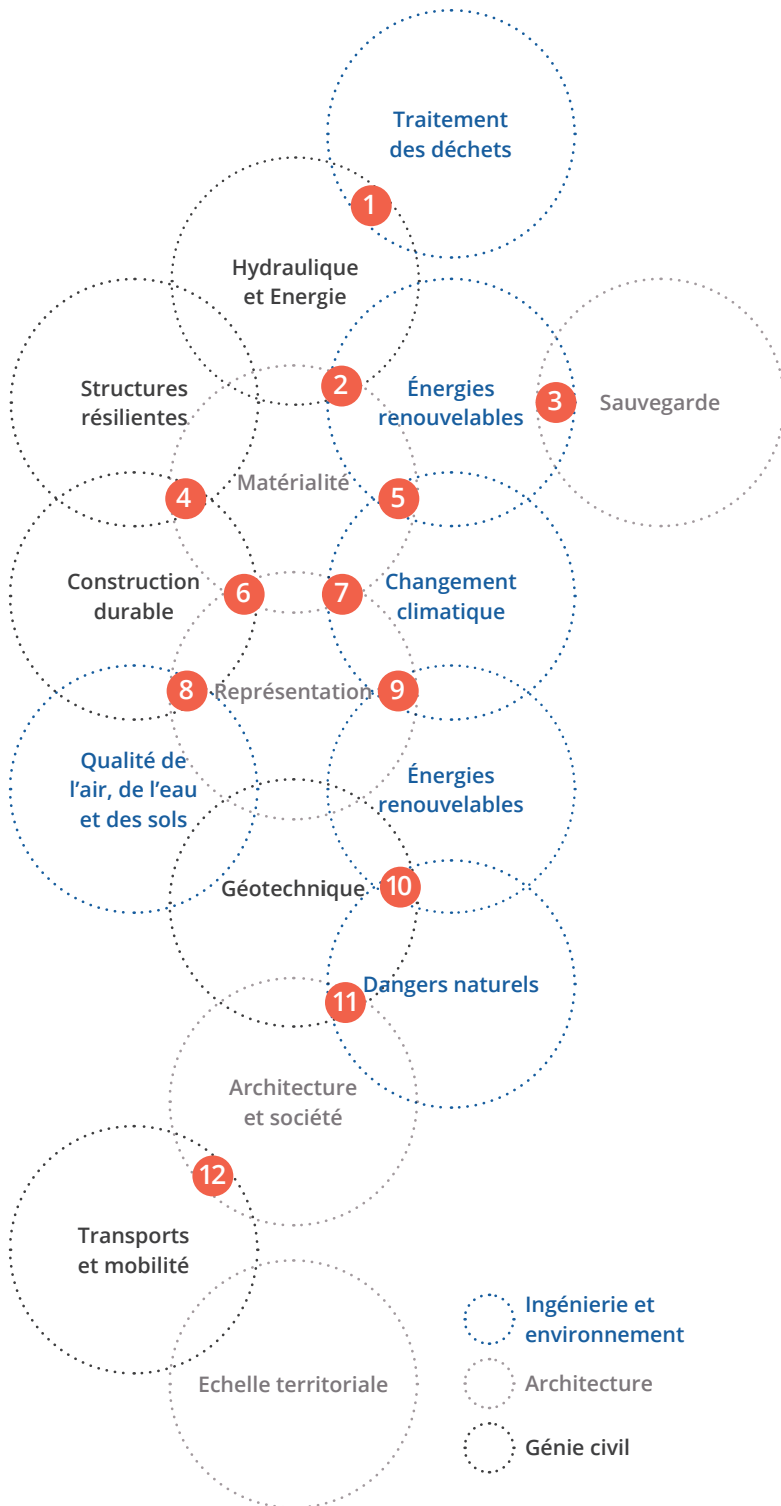 Traitement
des déchets
1
Hydraulique
et Energie
2
Structures
résilientes
Énergies
renouvelables
3
Sauvegarde
Matérialité
4
5
Construction
durable
6
7
Changement
climatique
8
Représentation
9
Qualité de
l'air, de l'eau
et des sols
Énergies
renouvelables
Géotechnique
10
Dangers naturels
11
Architecture
et société
12
Transports
et mobilité
Echelle territoriale
Ingénierie et
environnement
Architecture
Génie civil